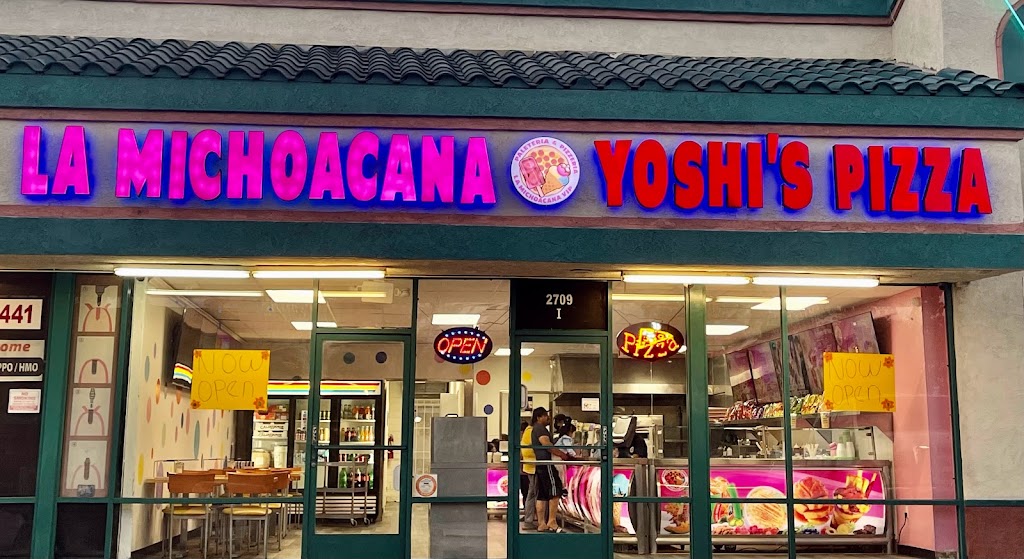 LA MICHOACANA
PALETERIA & PIZZERIA
LA MICHOACANA VIP
YOSHI'S PIZZA
441
ome
PPO / HMO
NOW
open
OPEN
2709
I
PIZZA
NOW
open